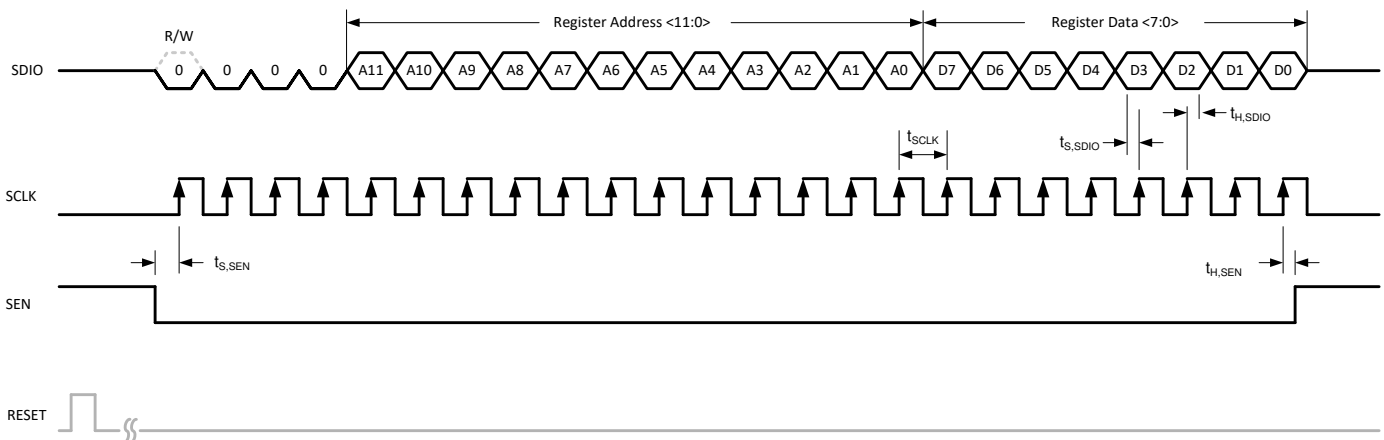 Register Address <11:0>
Register Data <7:0>
R/W
SDIO
0 0 0 0 A11 A10 A9 A8 A7 A6 A5 A4 A3 A2 A1 A0 D7 D6 D5 D4 D3 D2 D1 D0
tH,SDIO
tSCLK
tS,SDIO
SCLK
tS,SEN
tH,SEN
SEN
RESET